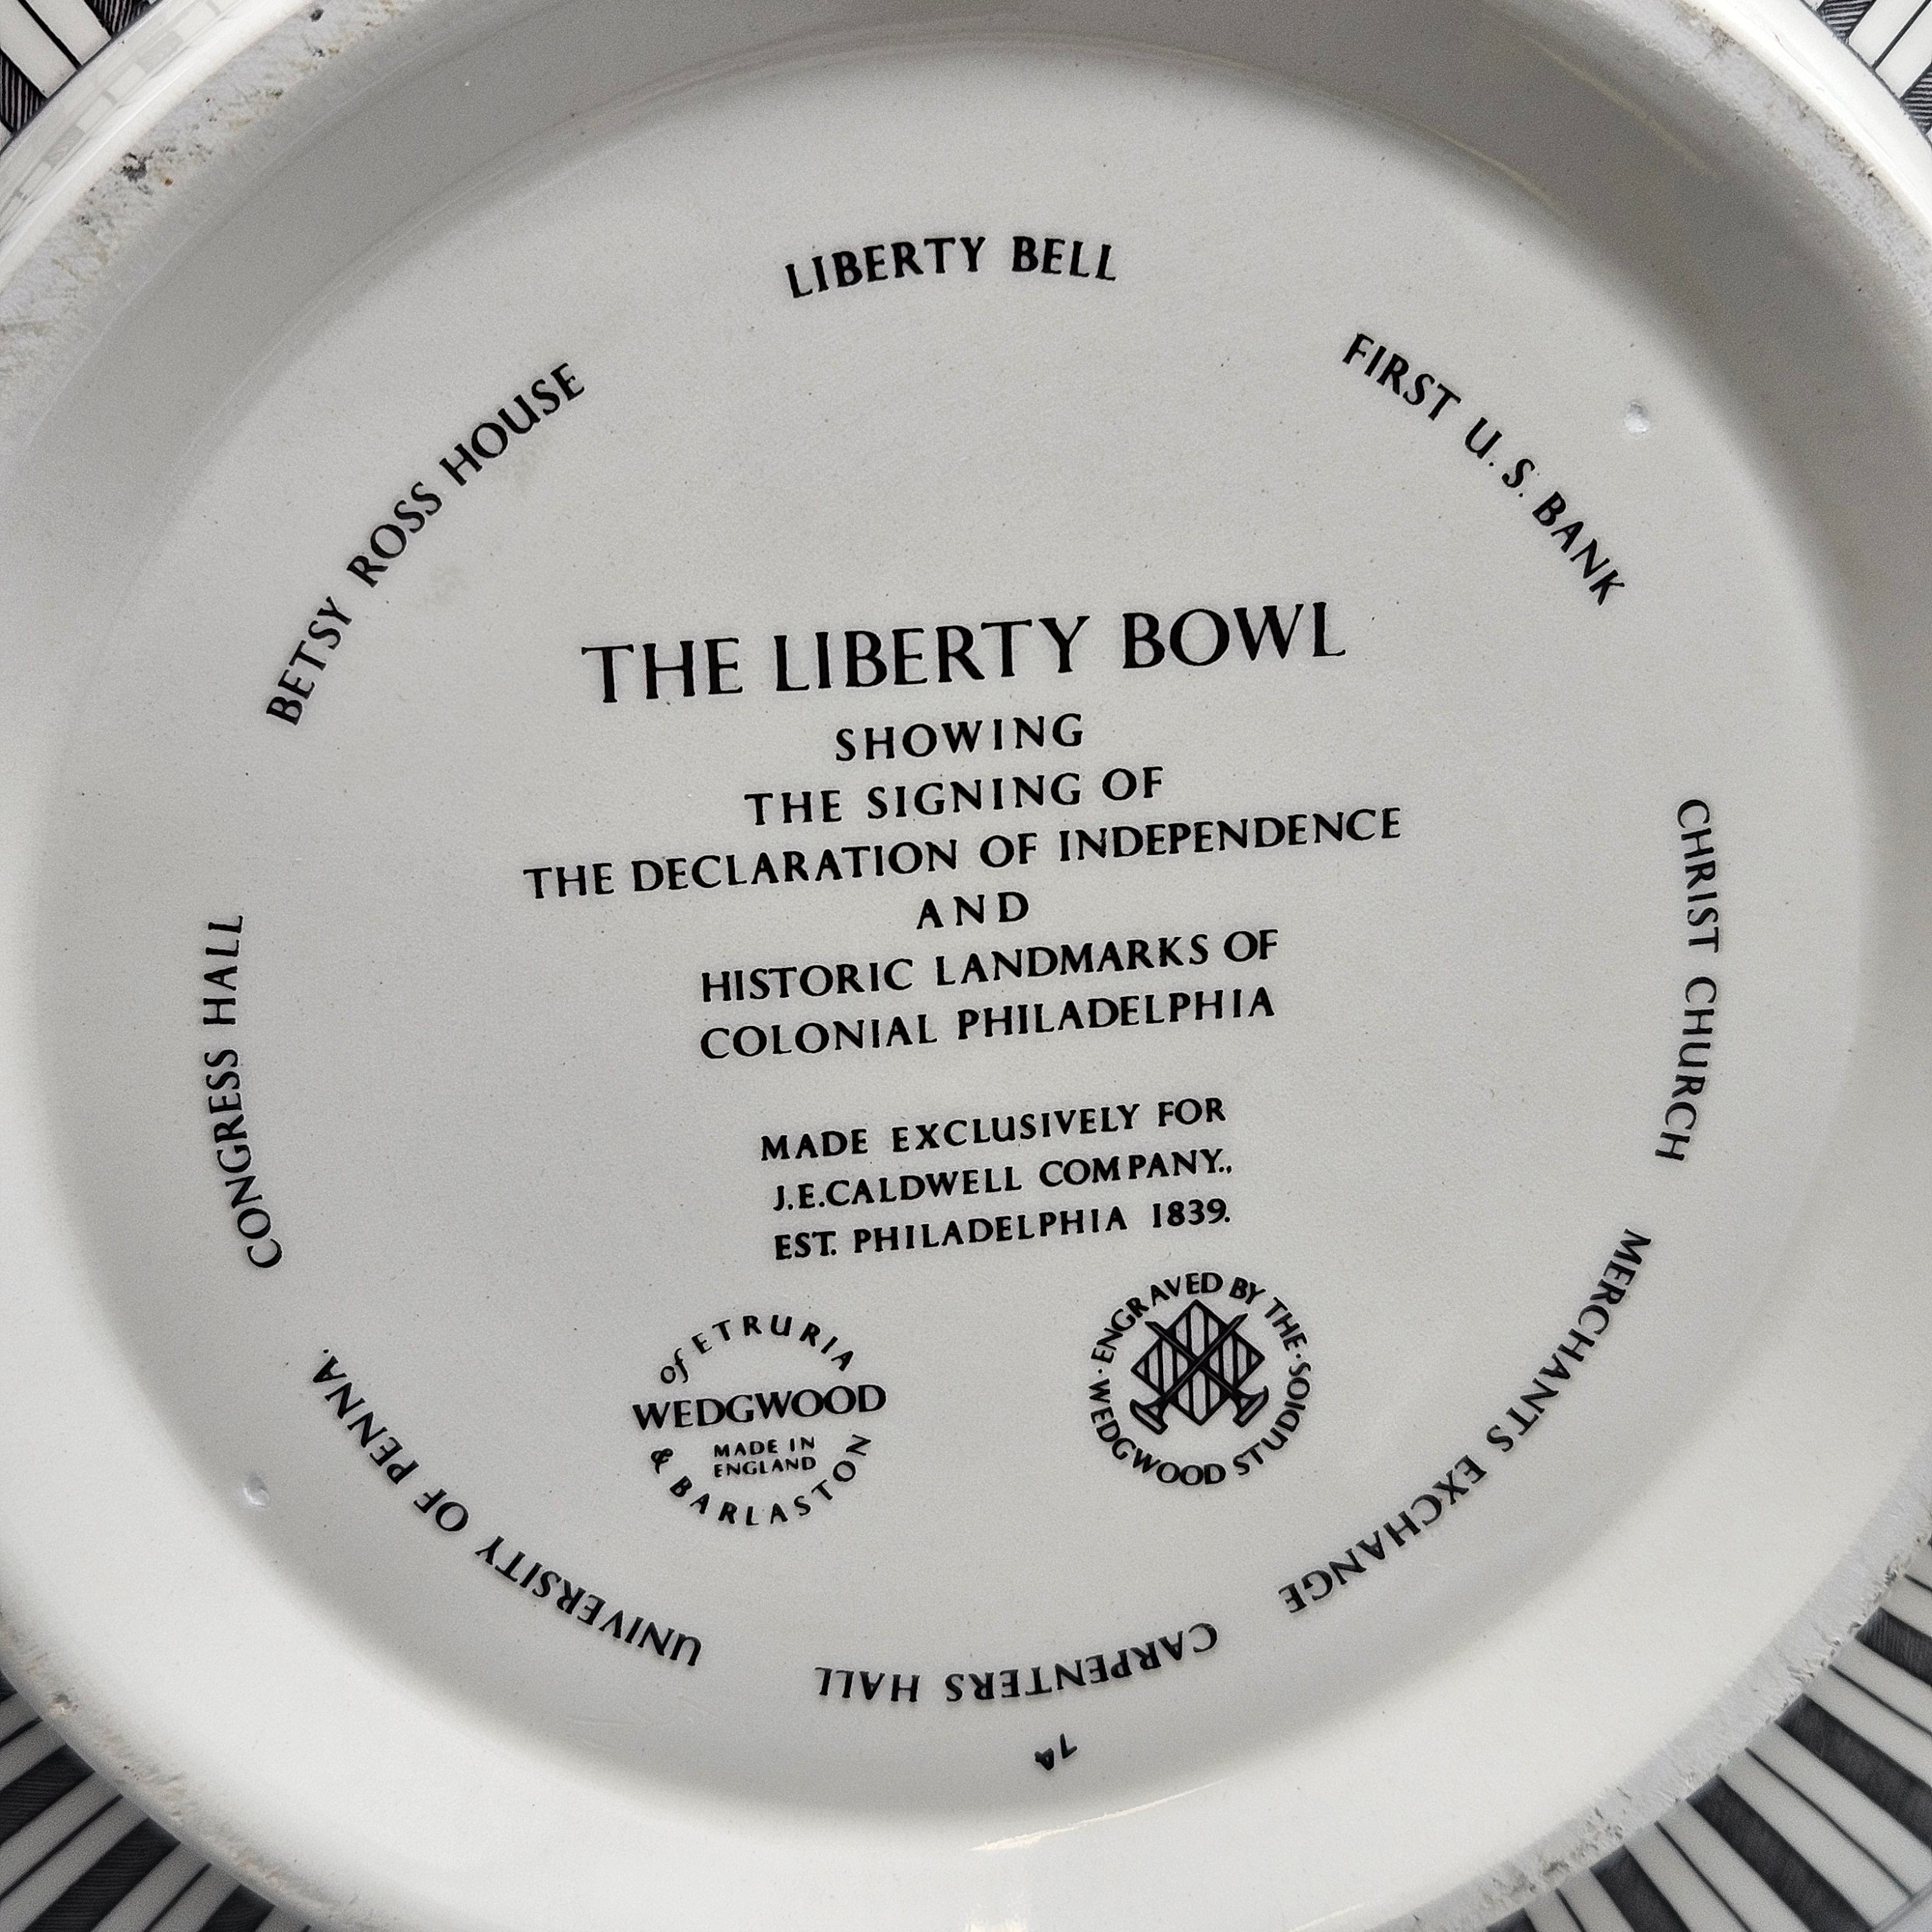 LIBERTY BELL
FIRST U.S. BANK
CHRIST CHURCH
MERCHANTS EXCHANGE
CARPENTERS HALL
UNIVERSITY OF PENNA.
CONGRESS HALL
BETSY ROSS HOUSE
THE LIBERTY BOWL
SHOWING
THE SIGNING OF
THE DECLARATION OF INDEPENDENCE
AND
HISTORIC LANDMARKS OF
COLONIAL PHILADELPHIA
MADE EXCLUSIVELY FOR
J.E.CALDWELL COMPANY.,
EST. PHILADELPHIA 1839.
of ETRURIA
WEDGWOOD
MADE IN
ENGLAND
& BARLASTON
ENGRAVED BY THE·
WEDGWOOD STUDIOS